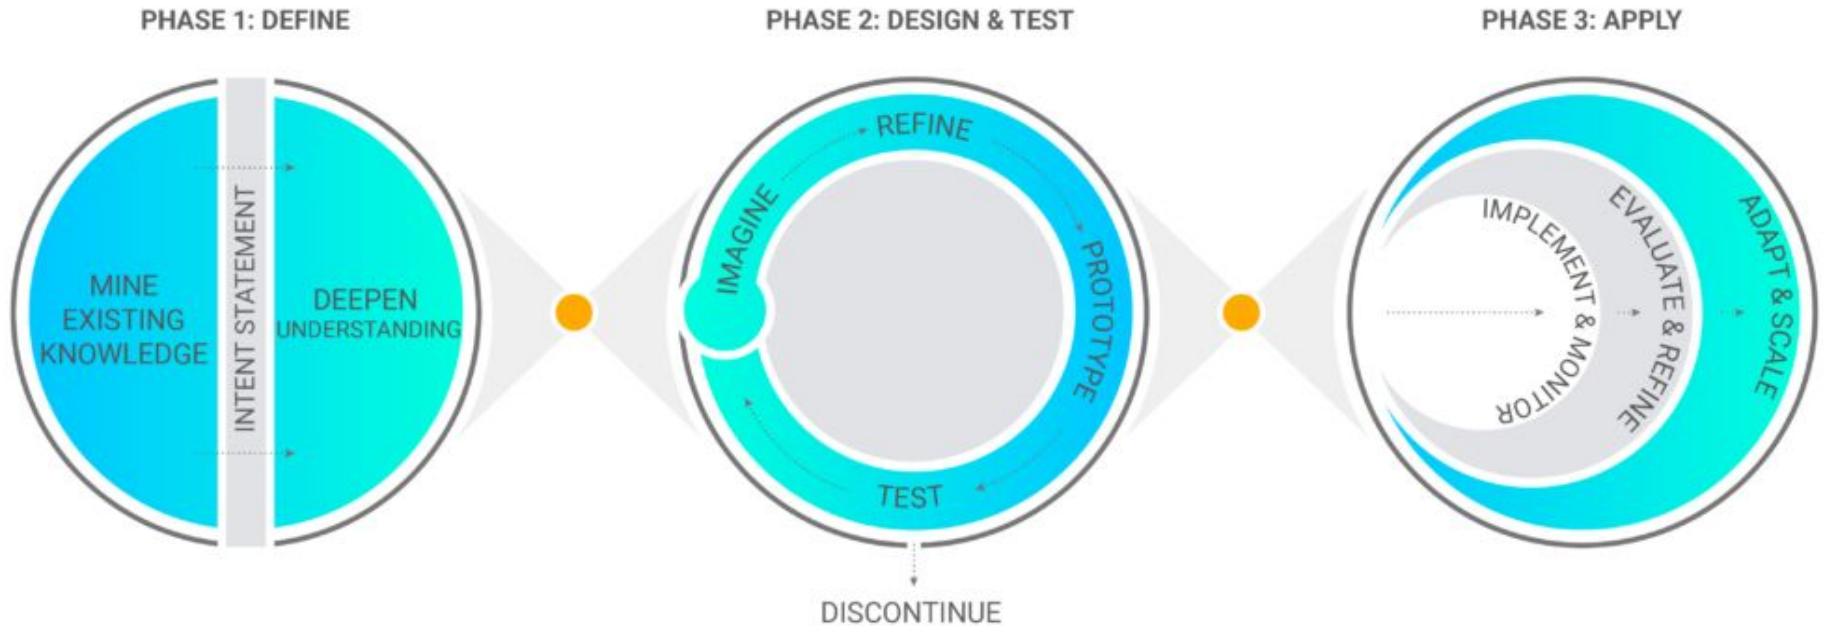 PHASE 1: DEFINE
MINE
EXISTING
KNOWLEDGE
INTENT STATEMENT
DEEPEN
UNDERSTANDING
PHASE 2: DESIGN & TEST
IMAGINE
REFINE
PROTOTYPE
TEST
DISCONTINUE
PHASE 3: APPLY
IMPLEMENT & MONITOR
EVALUATE & REFINE
ADAPT & SCALE